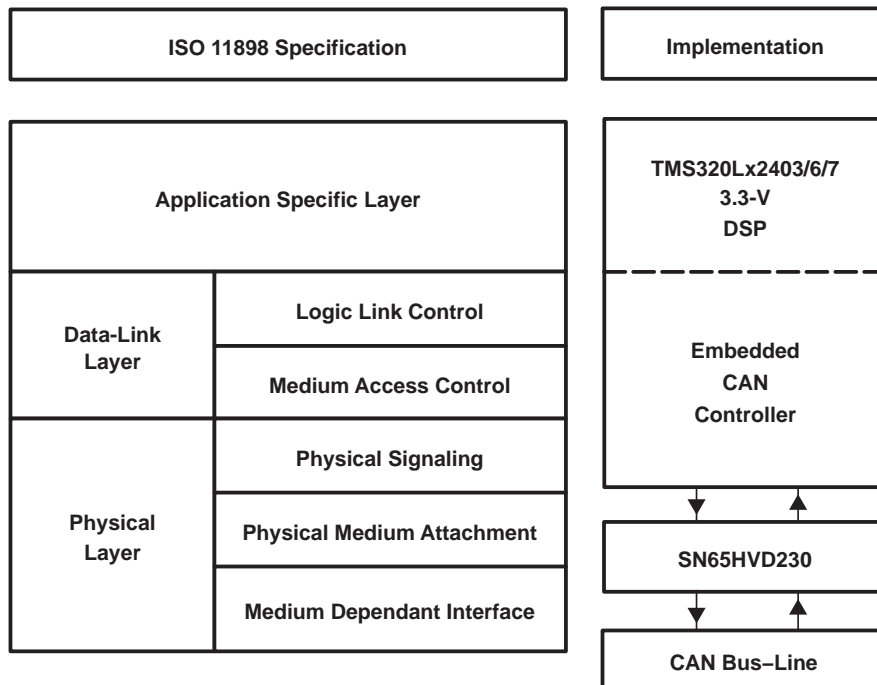 ISO 11898 Specification
Implementation
Application Specific Layer
TMS320Lx2403/6/7
3.3-V
DSP
Data-Link
Layer
Logic Link Control
Medium Access Control
Embedded
CAN
Controller
Physical
Layer
Physical Signaling
Physical Medium Attachment
Medium Dependant Interface
SN65HVD230
CAN Bus–Line